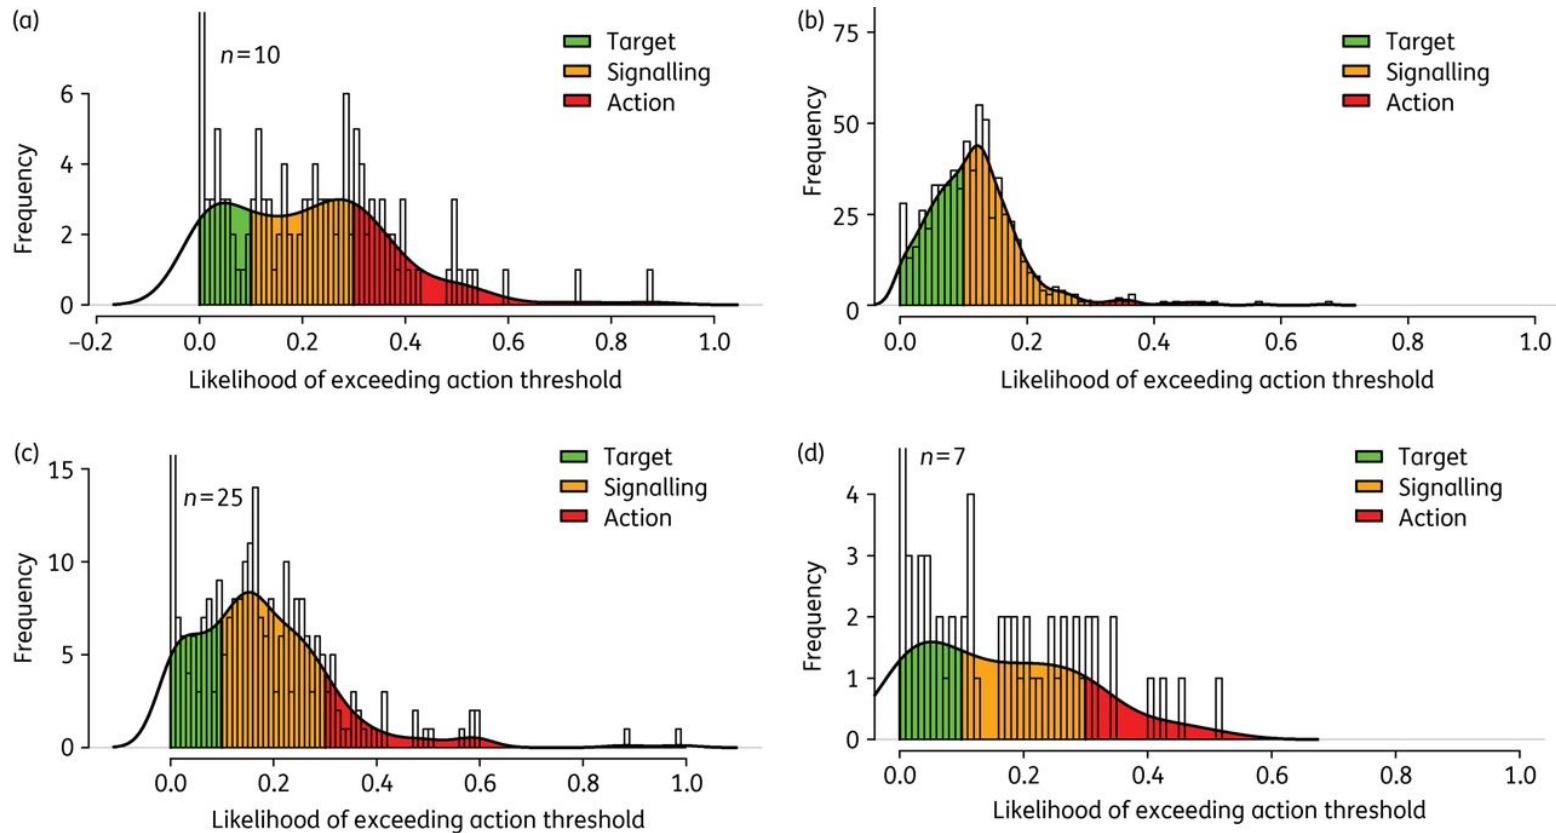 (a)
n=10
Target
Signalling
Action
6
4
2
0
Frequency
−0.2 0.0 0.2 0.4 0.6 0.8 1.0
Likelihood of exceeding action threshold
(b)
Target
Signalling
Action
75
50
25
0
Frequency
0.0 0.2 0.4 0.6 0.8 1.0
Likelihood of exceeding action threshold
(c)
n=25
Target
Signalling
Action
15
10
5
0
Frequency
0.0 0.2 0.4 0.6 0.8 1.0
Likelihood of exceeding action threshold
(d)
n=7
Target
Signalling
Action
4
3
2
1
0
Frequency
0.0 0.2 0.4 0.6 0.8 1.0
Likelihood of exceeding action threshold